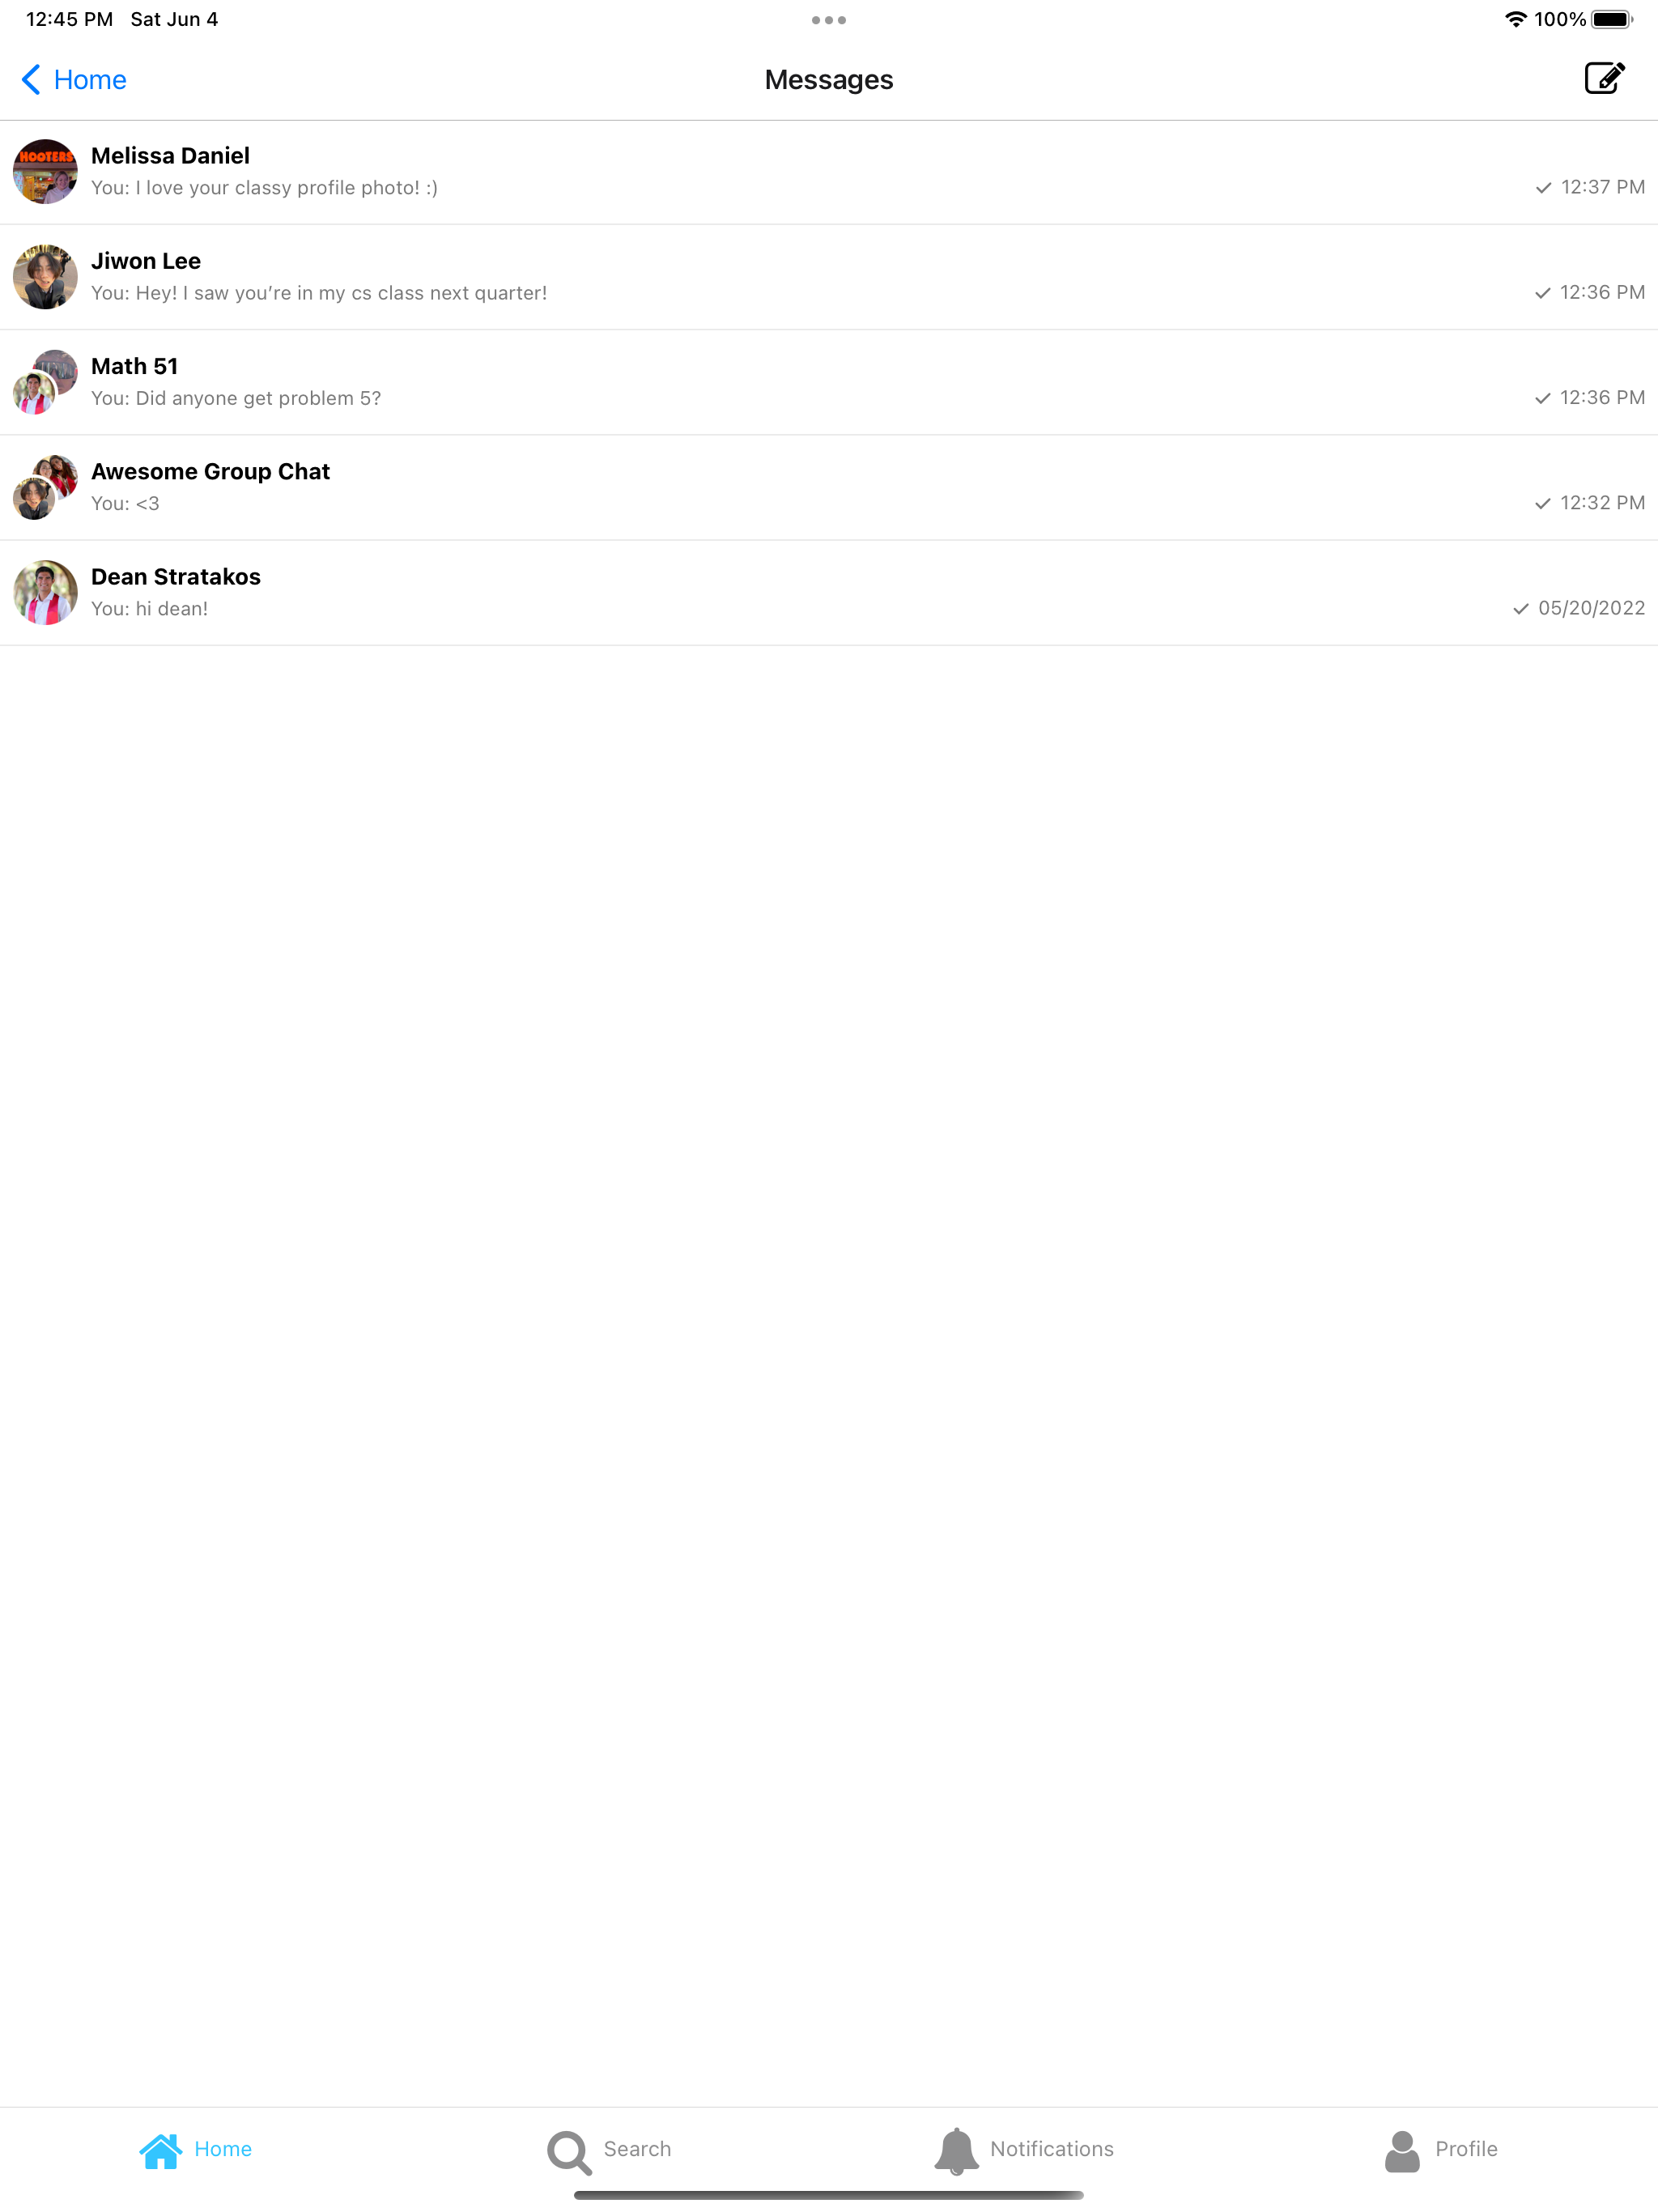 12:45 PM Sat Jun 4 100%
Home Messages
HOOTERS
Melissa Daniel
You: I love your classy profile photo! :)
12:37 PM
Jiwon Lee
You: Hey! I saw you’re in my cs class next quarter!
12:36 PM
Math 51
You: Did anyone get problem 5?
12:36 PM
Awesome Group Chat
You: <3
12:32 PM
Dean Stratakos
You: hi dean!
05/20/2022
Home Search Notifications Profile